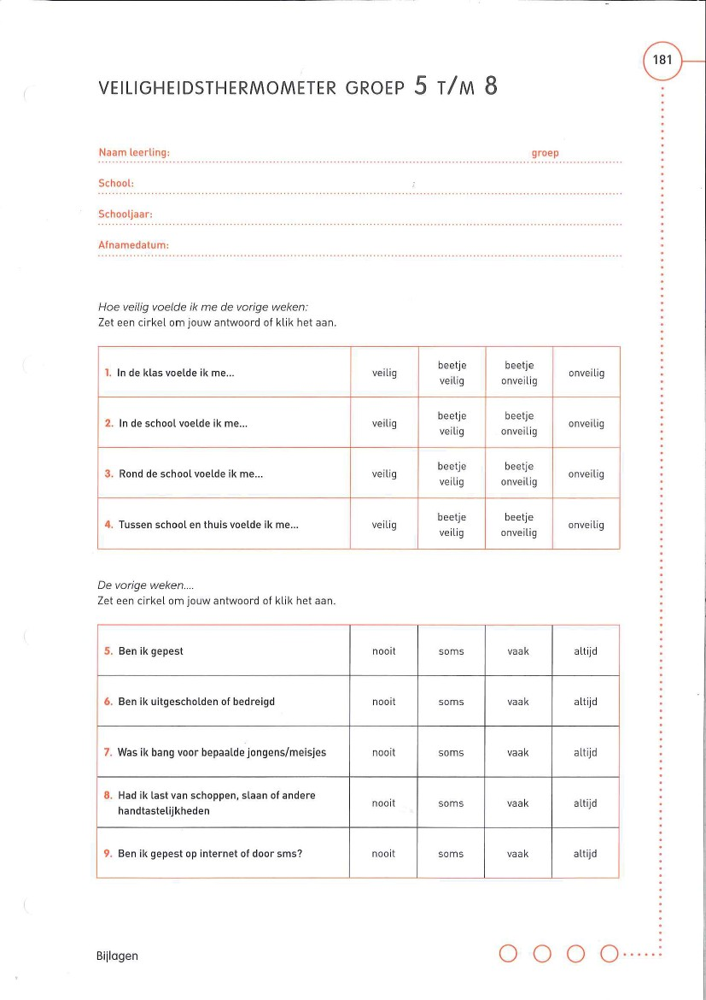 181
VEILIGHEIDSTHERMOMETER GROEP 5 T/M 8
Naam leerling: groep
School:
Schooljaar:
Afnamedatum:
Hoe veilig voelde ik me de vorige weken:
Zet een cirkel om jouw antwoord of klik het aan.
1. In de klas voelde ik me... veilig beetje veilig beetje onveilig onveilig
2. In de school voelde ik me... veilig beetje veilig beetje onveilig onveilig
3. Rond de school voelde ik me... veilig beetje veilig beetje onveilig onveilig
4. Tussen school en thuis voelde ik me... veilig beetje veilig beetje onveilig onveilig
De vorige weken....
Zet een cirkel om jouw antwoord of klik het aan.
5. Ben ik gepest nooit soms vaak altijd
6. Ben ik uitgescholden of bedreigd nooit soms vaak altijd
7. Was ik bang voor bepaalde jongens/meisjes nooit soms vaak altijd
8. Had ik last van schoppen, slaan of andere
handtastelijkheden nooit soms vaak altijd
9. Ben ik gepest op internet of door sms? nooit soms vaak altijd
Bijlagen